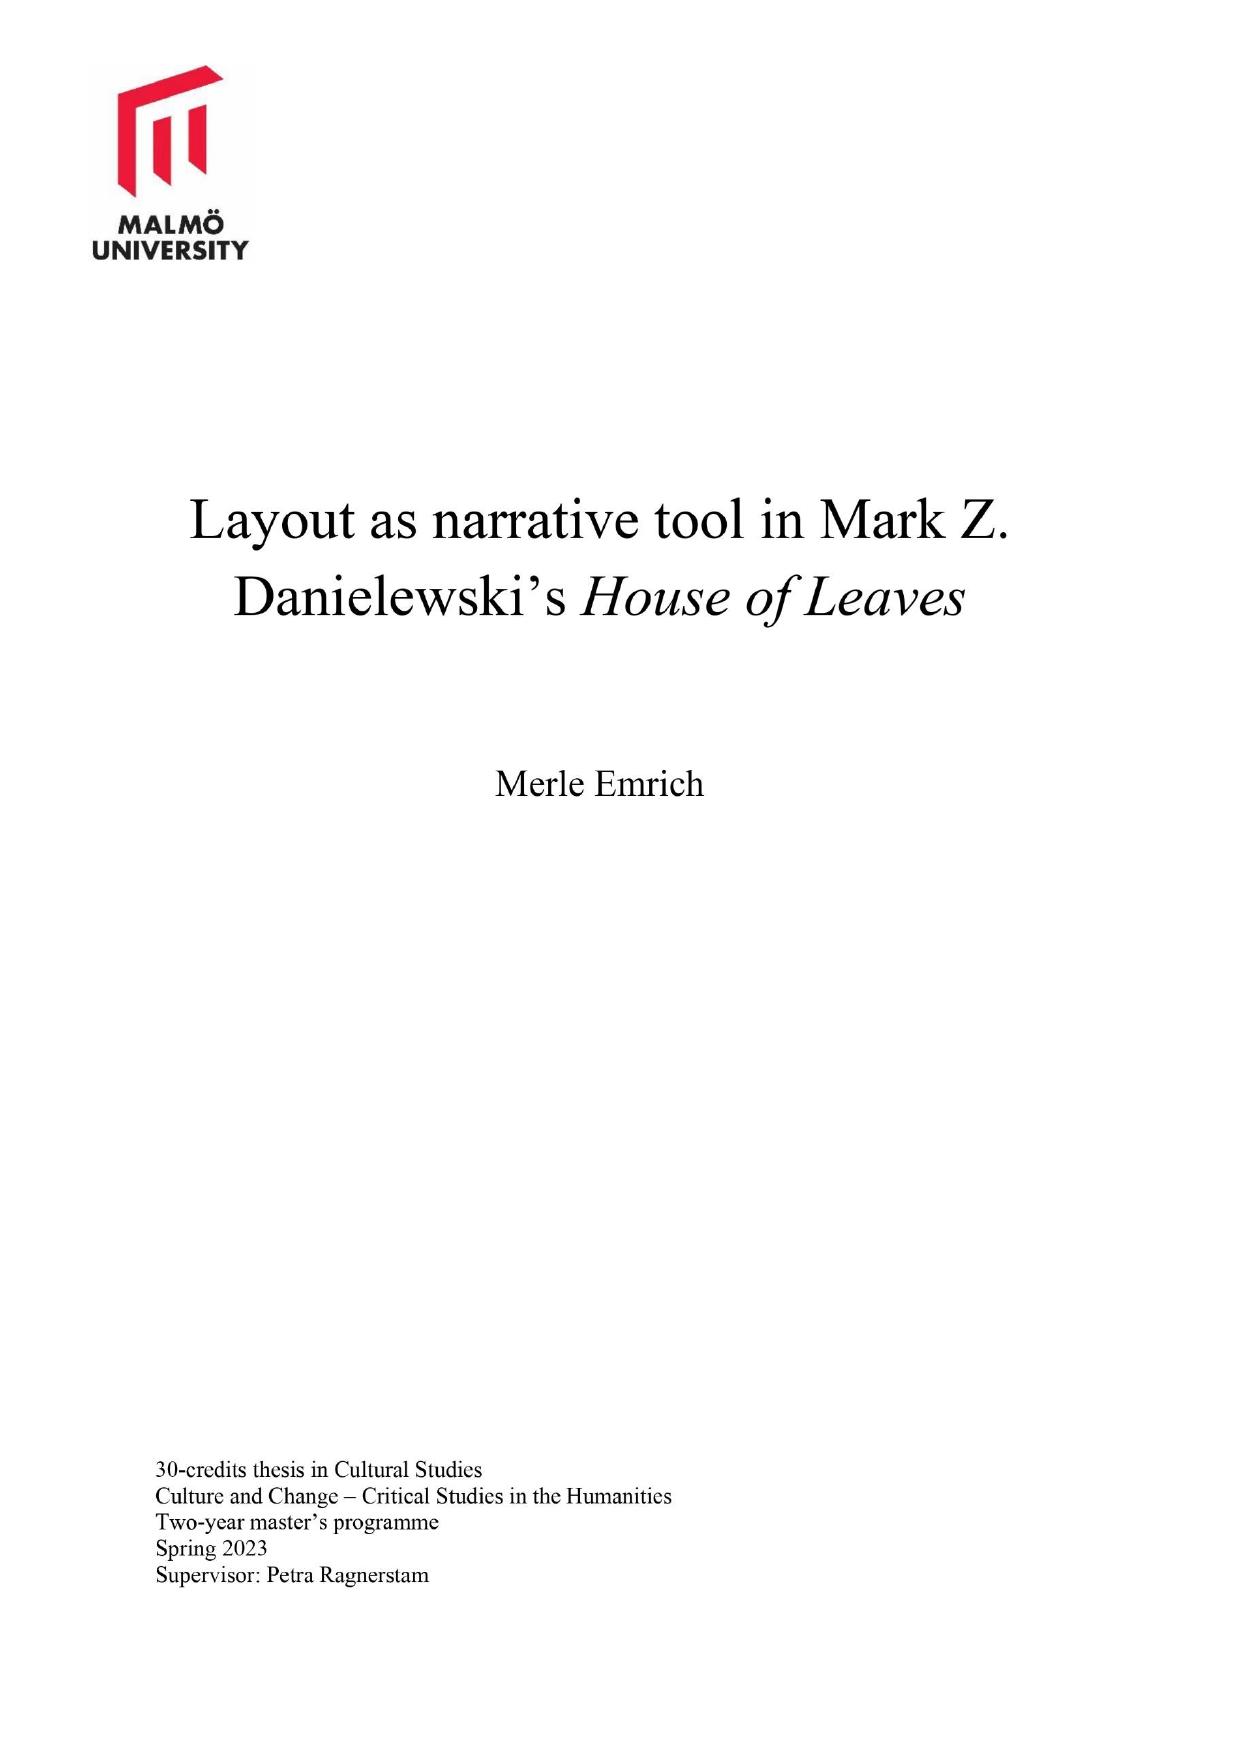 MALMÖ
UNIVERSITY
Layout as narrative tool in Mark Z.
Danielewski’s House of Leaves
Merle Emrich
30-credits thesis in Cultural Studies
Culture and Change – Critical Studies in the Humanities
Two-year master’s programme
Spring 2023
Supervisor: Petra Ragnerstam